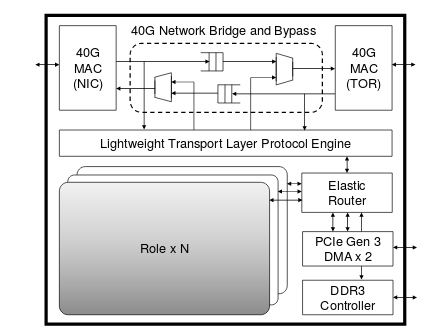 40G Network Bridge and Bypass
40G
MAC
(NIC)
40G
MAC
(TOR)
Lightweight Transport Layer Protocol Engine
Elastic
Router
Role x N
PCIe Gen 3
DMA x 2
DDR3
Controller